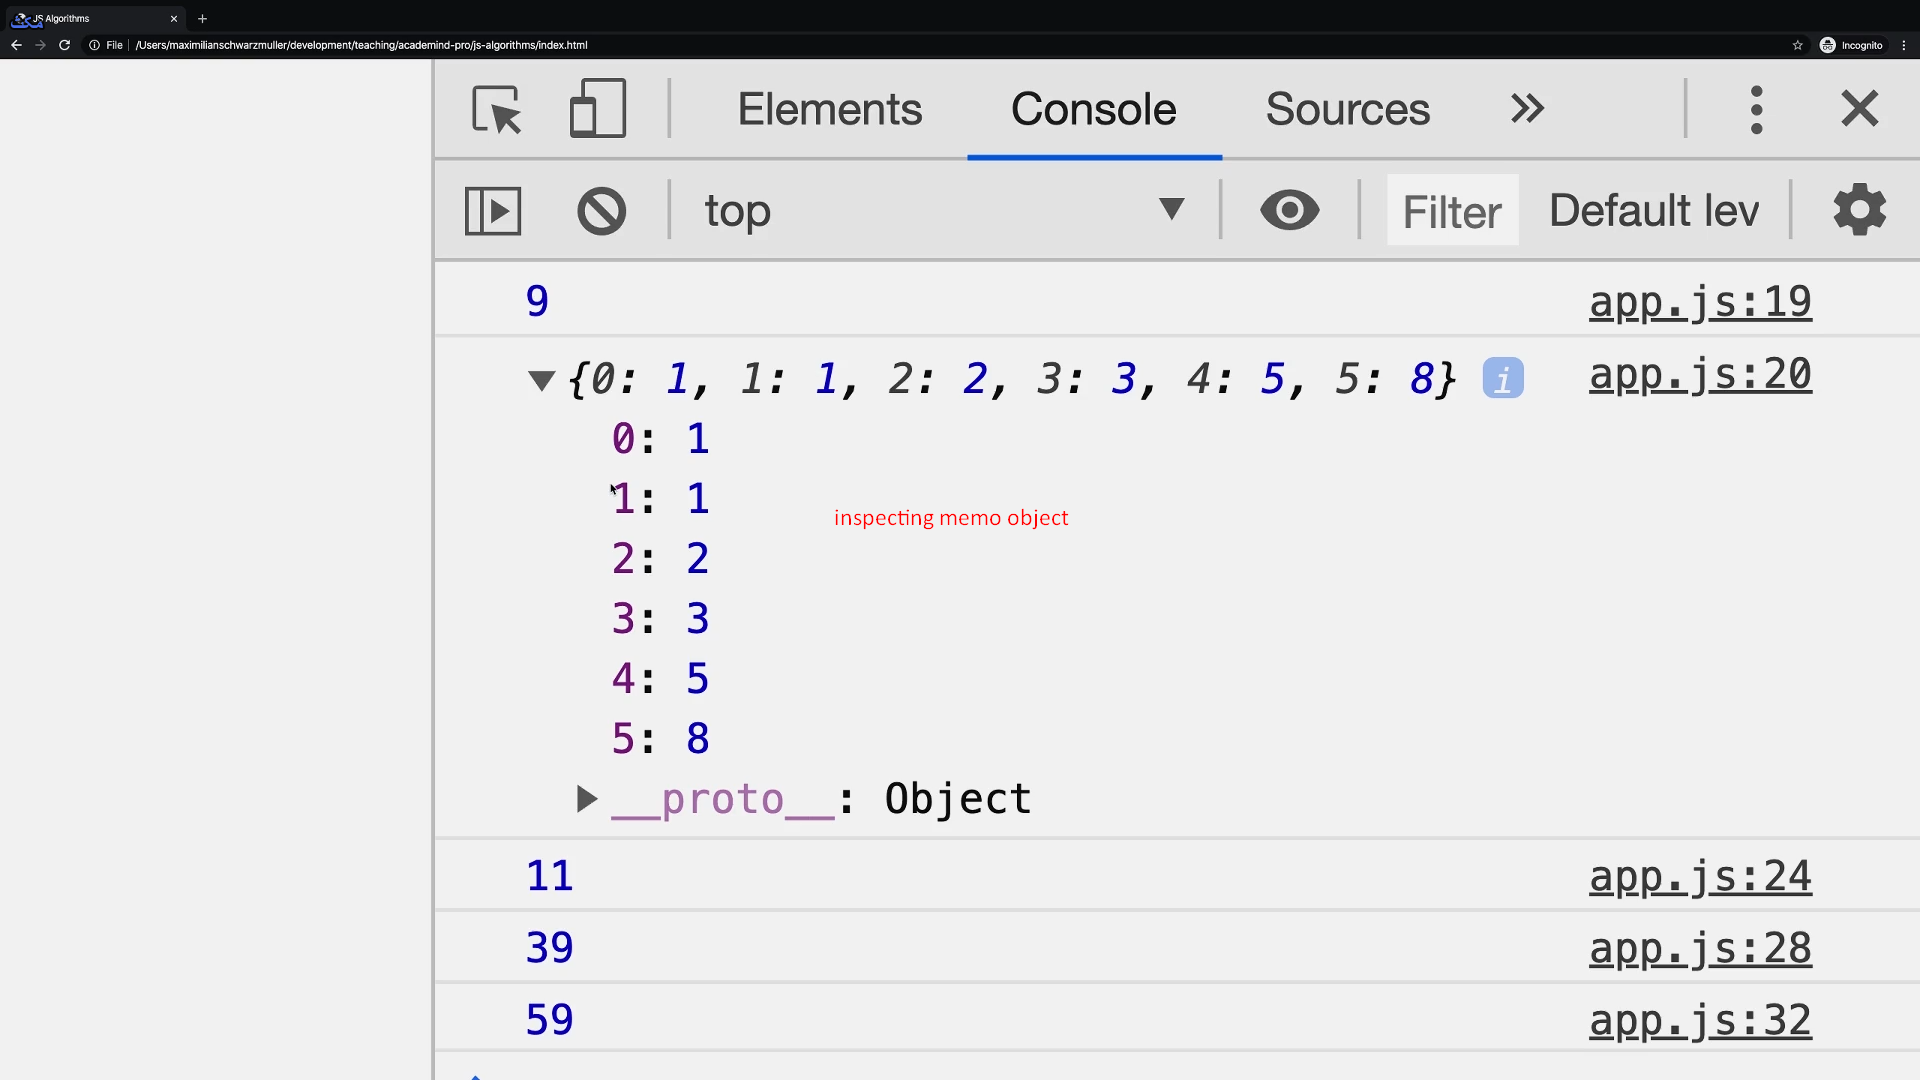 JS Algorithms
مکتب
File /Users/maximilianschwarzmuller/development/teaching/academind-pro/js-algorithms/index.html Incognito
Elements Console Sources
top Filter Default lev
9 app.js:19
{0: 1, 1: 1, 2: 2, 3: 3, 4: 5, 5: 8} i app.js:20
0: 1
1: 1
inspecting memo object
2: 2
3: 3
4: 5
5: 8
__proto__: Object
11 app.js:24
39 app.js:28
59 app.js:32